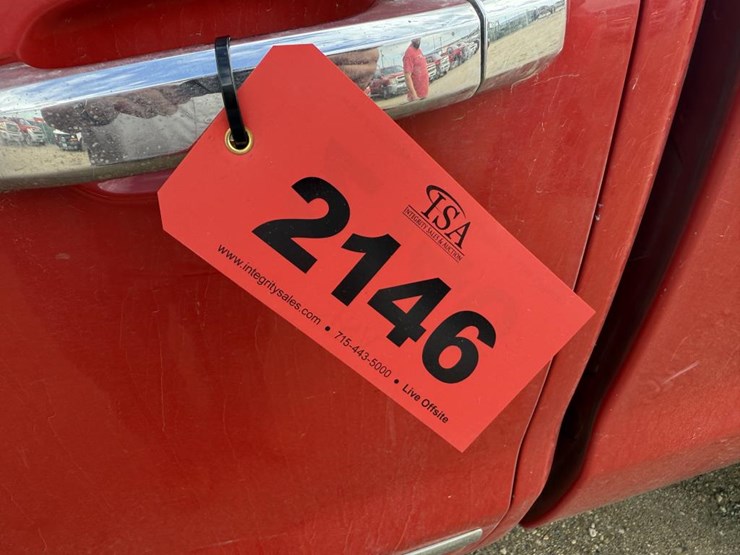 ISA
INTEGRITY SALES & AUCTION
2146
www.integritysales.com • 715-443-5000 • Live Offsite